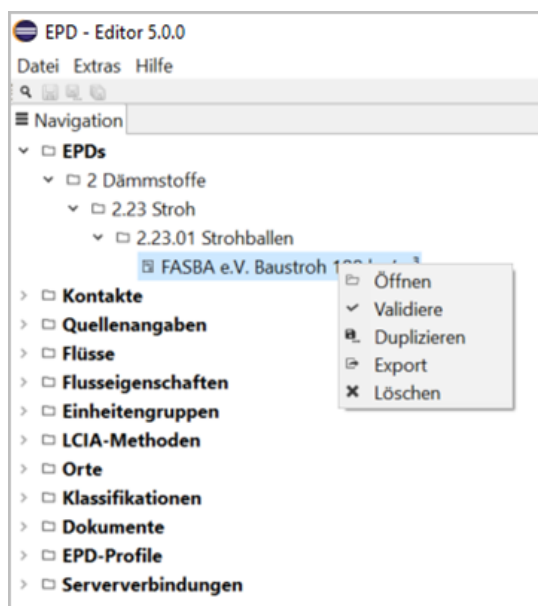 EPD - Editor 5.0.0
Datei Extras Hilfe
Navigation
EPDs
2 Dämmstoffe
2.23 Stroh
2.23.01 Strohballen
FASBA e.V. Baustroh
Öffnen
Validiere
Duplizieren
Export
Löschen
Kontakte
Quellenangaben
Flüsse
Flusseigenschaften
Einheitengruppen
LCIA-Methoden
Orte
Klassifikationen
Dokumente
EPD-Profile
Serververbindungen